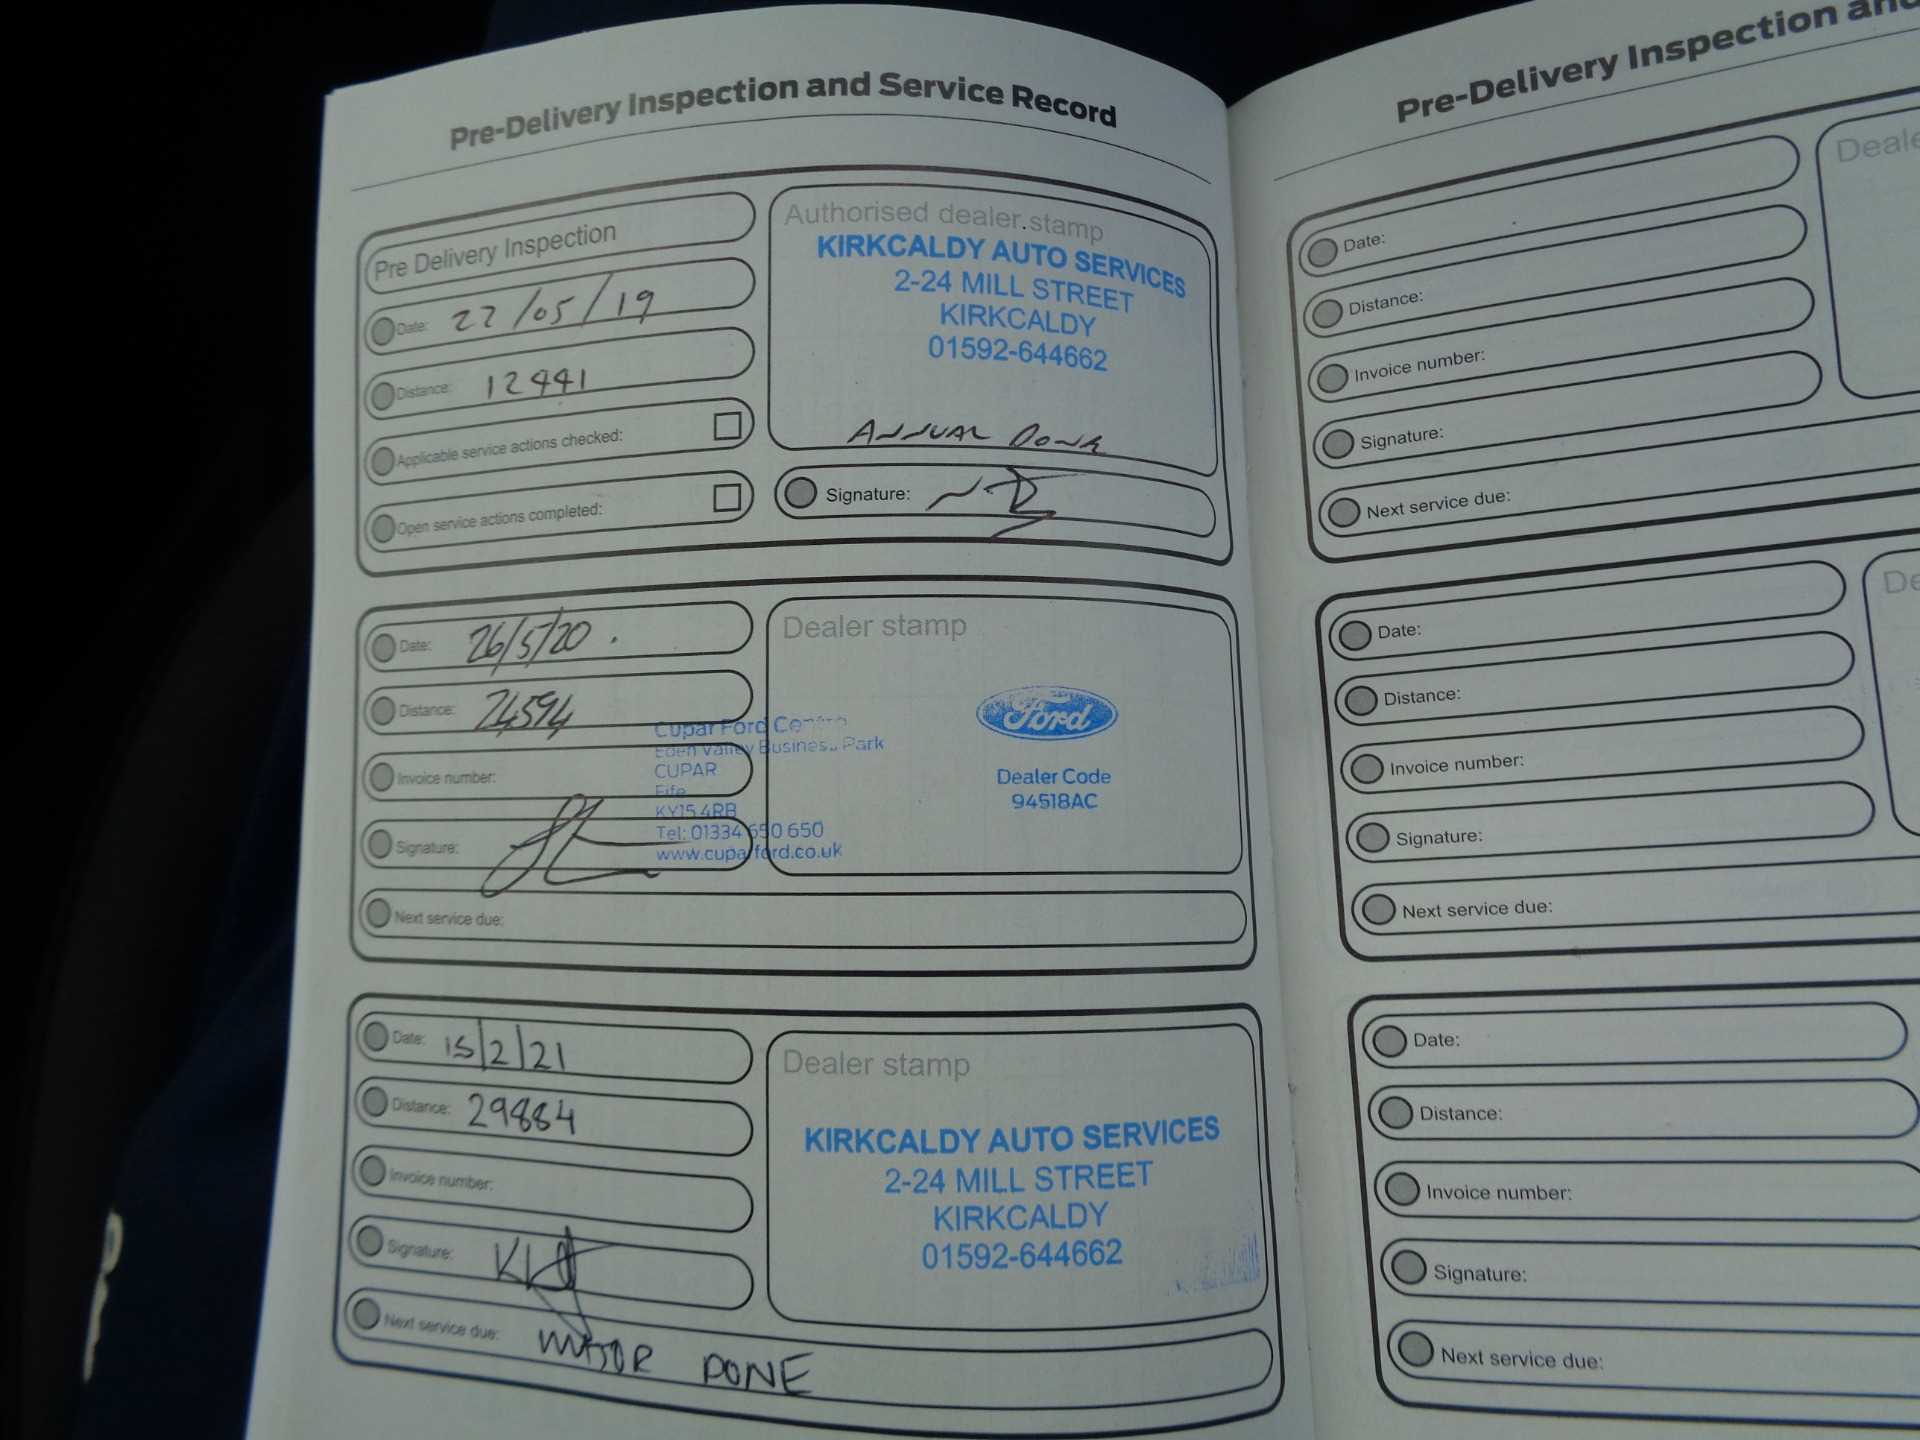 Pre-Delivery Inspection and Service Record
Pre Delivery Inspection
Date: 22/05/19
Distance: 12441
Applicable service actions checked:
Open service actions completed:
Authorised dealer stamp
KIRKCALDY AUTO SERVICES
2-24 MILL STREET
KIRKCALDY
01592-644662
ANNUAL DONE
Signature:
Date: 26/5/20.
Distance: 24594
Invoice number:
Signature:
Next service due:
Cupar Ford Centre
Eden Valley Business Park
CUPAR
Fife
KY15 4RB
Tel: 01334 650 650
www.cuparford.co.uk
Dealer stamp
Ford
Dealer Code
94518AC
Date: 15/2/21
Distance: 29884
Invoice number:
Signature:
Next service due: MAJOR DONE
Dealer stamp
KIRKCALDY AUTO SERVICES
2-24 MILL STREET
KIRKCALDY
01592-644662
Pre-Delivery Inspection and
Date:
Distance:
Invoice number:
Signature:
Next service due:
Deale
Date:
Distance:
Invoice number:
Signature:
Next service due:
De
Date:
Distance:
Invoice number:
Signature:
Next service due: